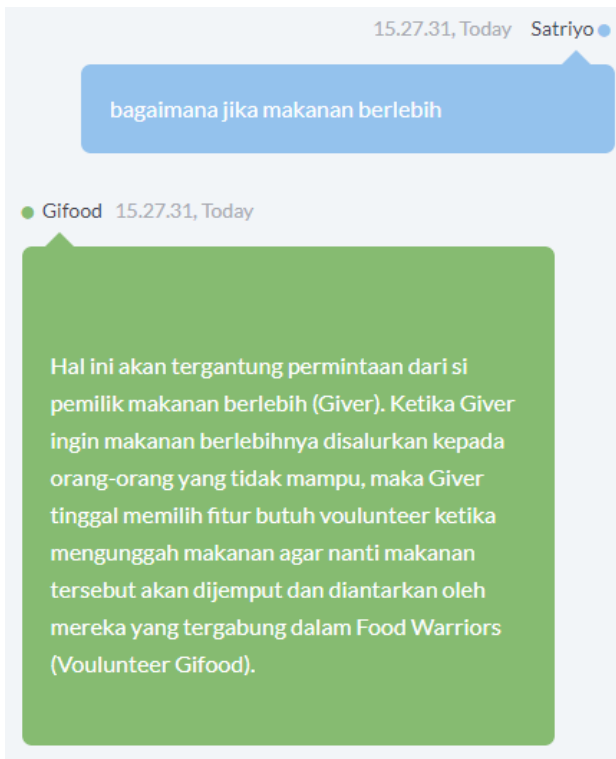 15.27.31, Today Satriyo
bagaimana jika makanan berlebih
Gifood 15.27.31, Today
Hal ini akan tergantung permintaan dari si
pemilik makanan berlebih (Giver). Ketika Giver
ingin makanan berlebihnya disalurkan kepada
orang-orang yang tidak mampu, maka Giver
tinggal memilih fitur butuh voulunteer ketika
mengunggah makanan agar nanti makanan
tersebut akan dijemput dan diantarkan oleh
mereka yang tergabung dalam Food Warriors
(Voulunteer Gifood).